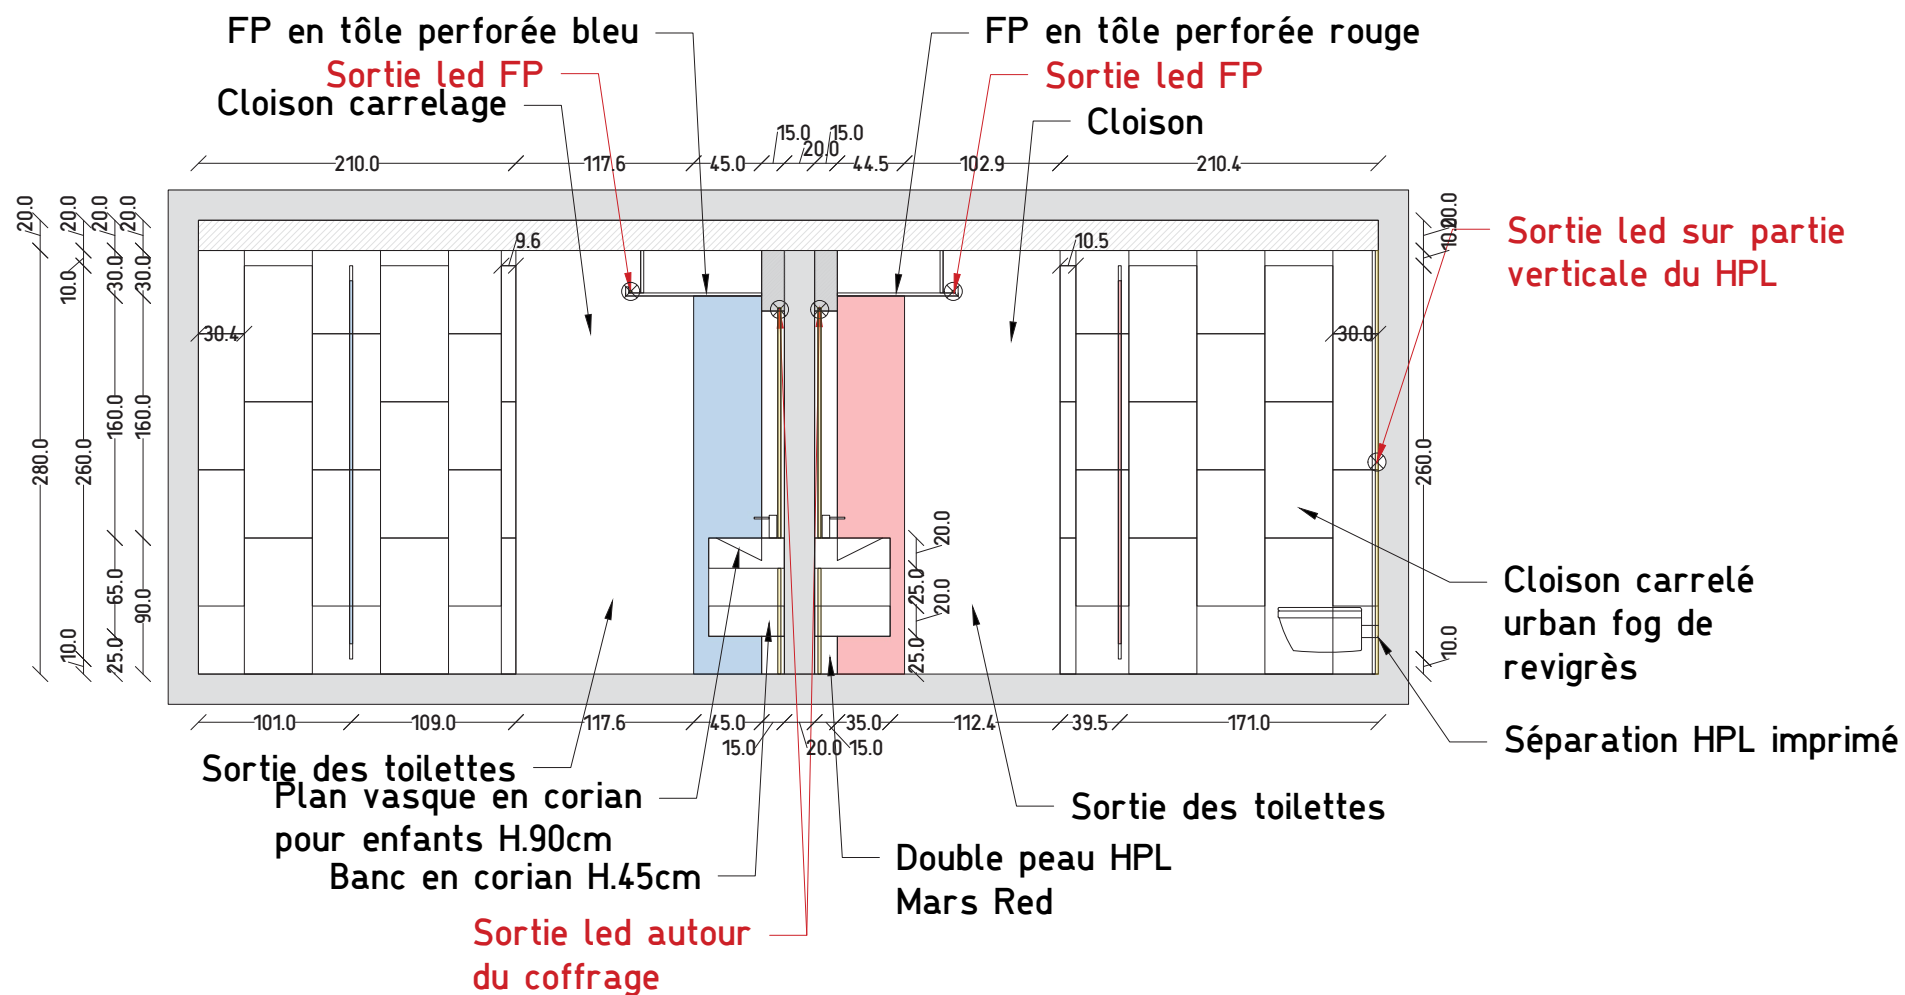 FP en tôle perforée bleu
FP en tôle perforée rouge
Sortie led FP
Sortie led FP
Cloison carrelage
Cloison
15.0
20.0
15.0
210.0
117.6
45.0
44.5
102.9
210.4
20.0
20.0
20.0
20.0
20.0
10.0
Sortie led sur partie
verticale du HPL
9.6
10.5
10.0
30.0
30.0
30.4
30.0
280.0
260.0
160.0
160.0
260.0
20.0
25.0
20.0
65.0
90.0
10.0
25.0
25.0
10.0
Cloison carrelé
urban fog de
revigrès
101.0
109.0
117.6
45.0
35.0
112.4
39.5
171.0
15.0
20.0
15.0
Séparation HPL imprimé
Sortie des toilettes
Plan vasque en corian
pour enfants H.90cm
Sortie des toilettes
Banc en corian H.45cm
Double peau HPL
Mars Red
Sortie led autour
du coffrage